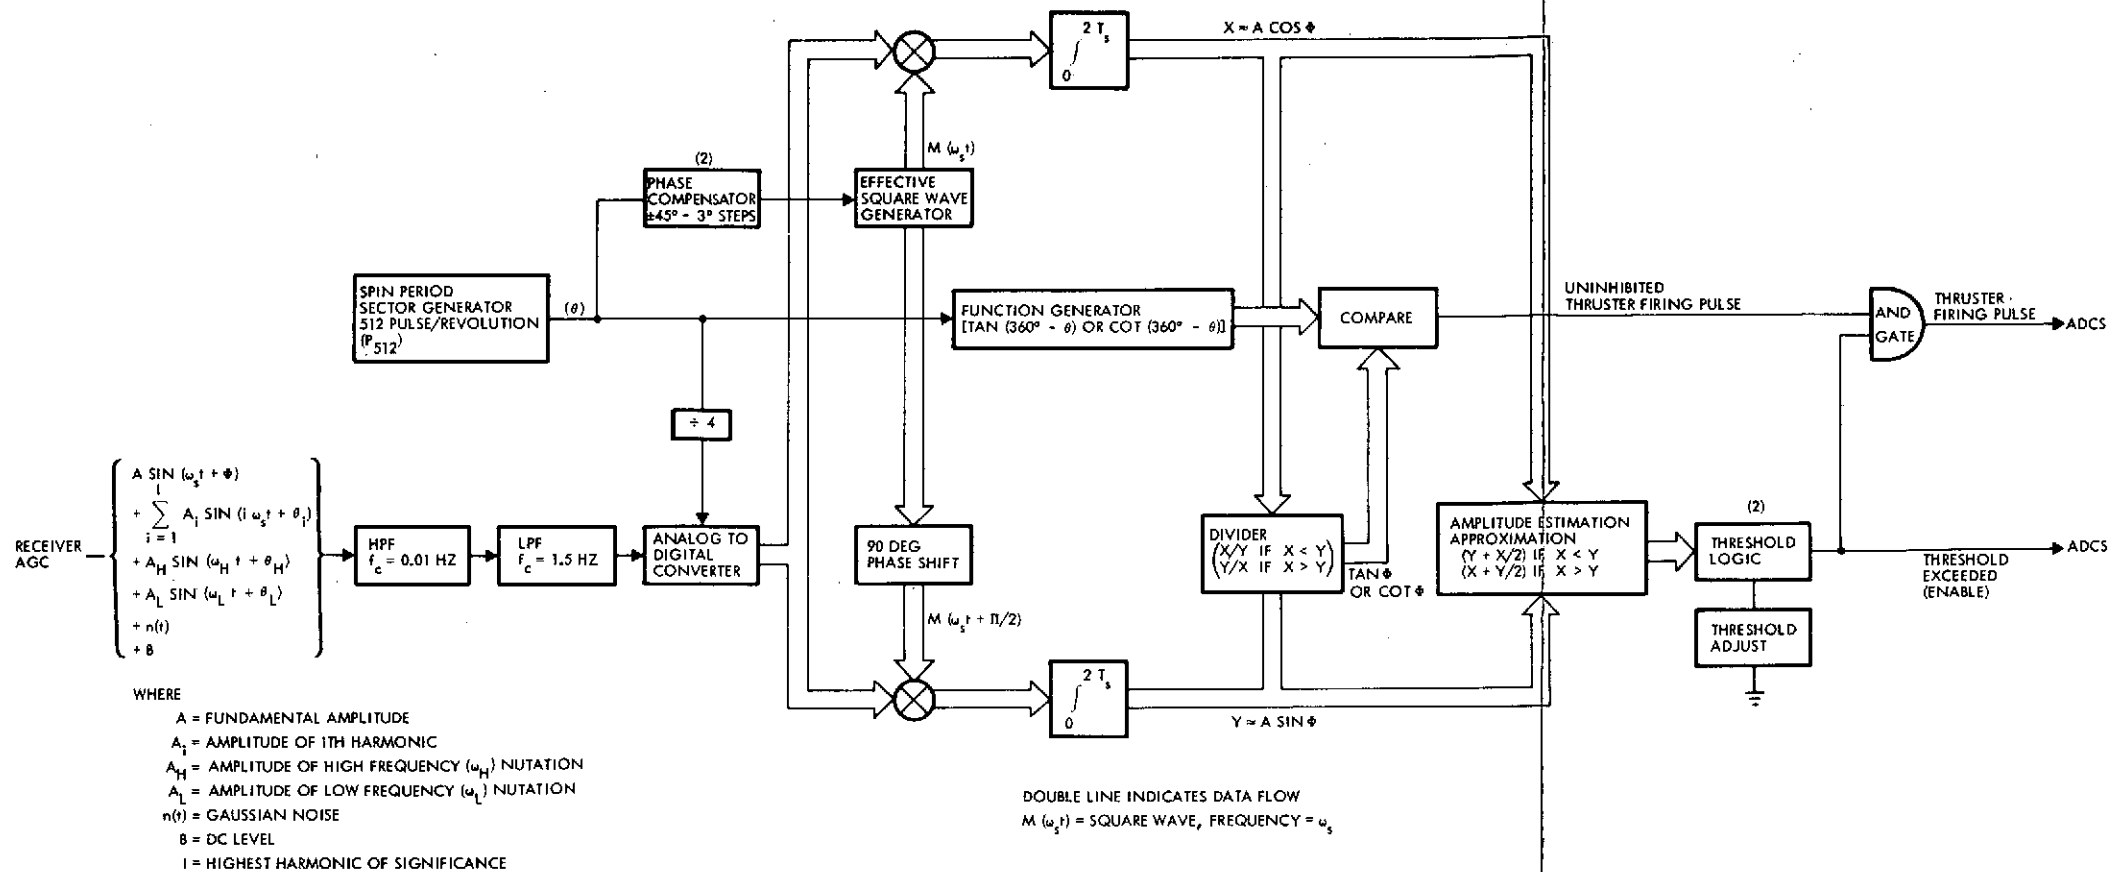 X ≈ A COS Φ
2 T_s
∫
0
M (ω_s t)
(2)
PHASE
COMPENSATOR
±45° - 3° STEPS
EFFECTIVE
SQUARE WAVE
GENERATOR
SPIN PERIOD
SECTOR GENERATOR
512 PULSE/REVOLUTION
(P_512)
(θ)
FUNCTION GENERATOR
[TAN (360° - θ) OR COT (360° - θ)]
COMPARE
UNINHIBITED
THRUSTER FIRING PULSE
AND
GATE
THRUSTER
FIRING PULSE
ADCS
÷ 4
RECEIVER
AGC
A SIN (ω_s t + Φ)
+ ∑ I i = 1 A_i SIN (i ω_s t + θ_i)
+ A_H SIN (ω_H t + θ_H)
+ A_L SIN (ω_L t + θ_L)
+ n(t)
+ B
HPF
f_c = 0.01 HZ
LPF
f_c = 1.5 HZ
ANALOG TO
DIGITAL
CONVERTER
90 DEG
PHASE SHIFT
DIVIDER
(X/Y IF X < Y)
(Y/X IF X > Y)
TAN Φ
OR COT Φ
AMPLITUDE ESTIMATION
APPROXIMATION
(Y + X/2) IF X < Y
(X + Y/2) IF X > Y
(2)
THRESHOLD
LOGIC
ADCS
THRESHOLD
EXCEEDED
(ENABLE)
THRESHOLD
ADJUST
M (ω_s t + Π/2)
2 T_s
∫
0
Y ≈ A SIN Φ
WHERE
A = FUNDAMENTAL AMPLITUDE
A_i = AMPLITUDE OF ITH HARMONIC
A_H = AMPLITUDE OF HIGH FREQUENCY (ω_H) NUTATION
A_L = AMPLITUDE OF LOW FREQUENCY (ω_L) NUTATION
n(t) = GAUSSIAN NOISE
B = DC LEVEL
I = HIGHEST HARMONIC OF SIGNIFICANCE
DOUBLE LINE INDICATES DATA FLOW
M (ω_s t) = SQUARE WAVE, FREQUENCY = ω_s